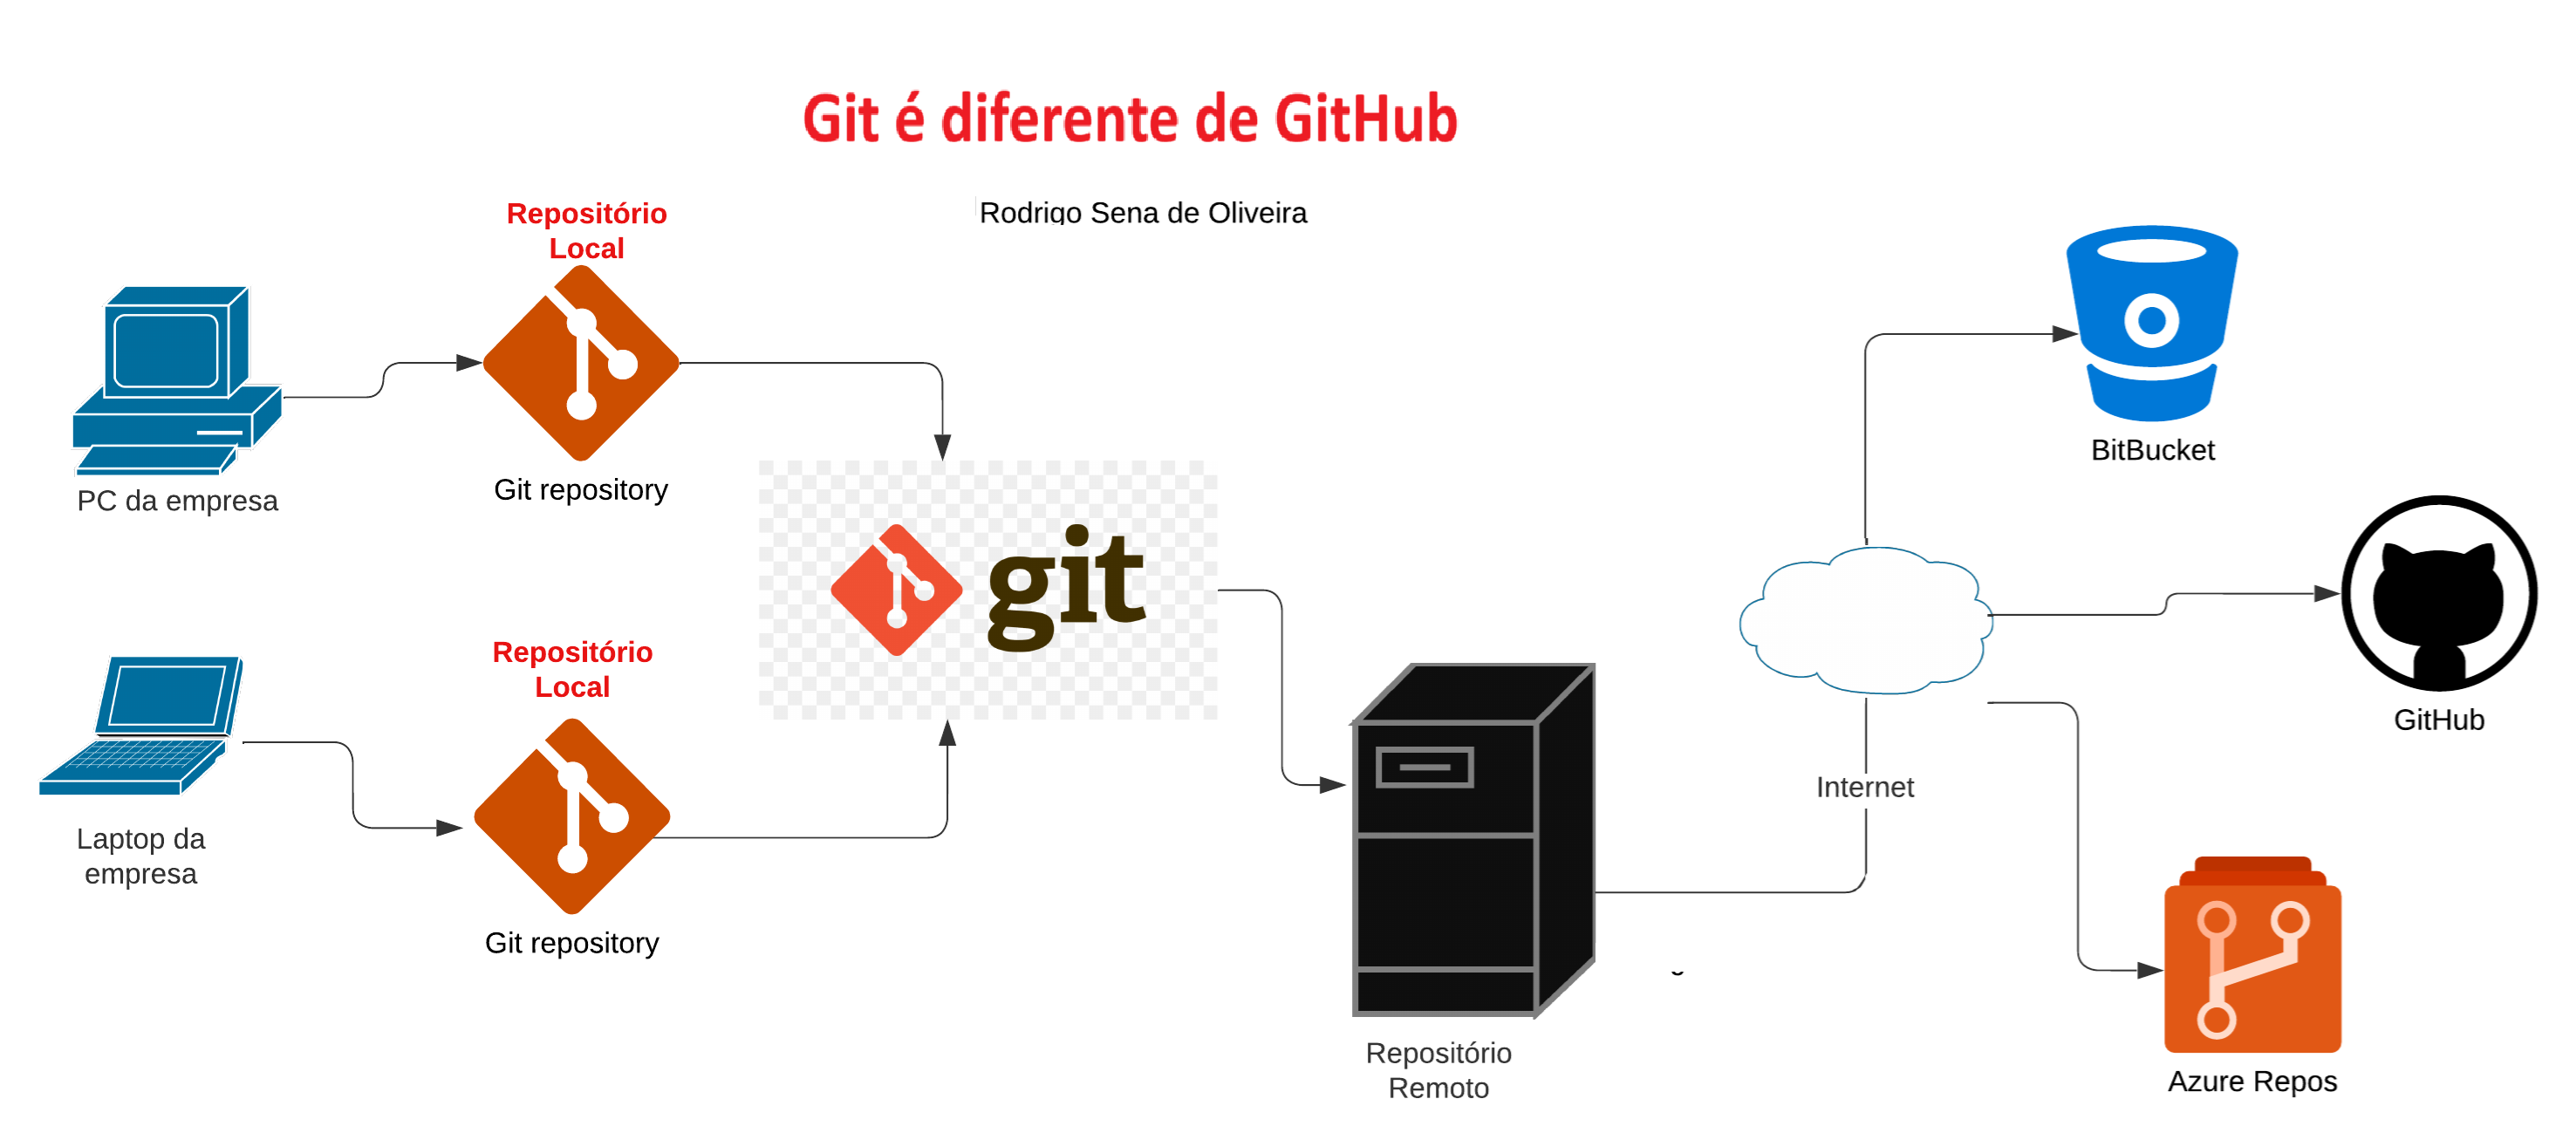 Git é diferente de GitHub
Rodrigo Sena de Oliveira
Repositório
Local
PC da empresa
Git repository
git
BitBucket
GitHub
Repositório
Local
Laptop da
empresa
Git repository
Internet
Repositório
Remoto
Azure Repos